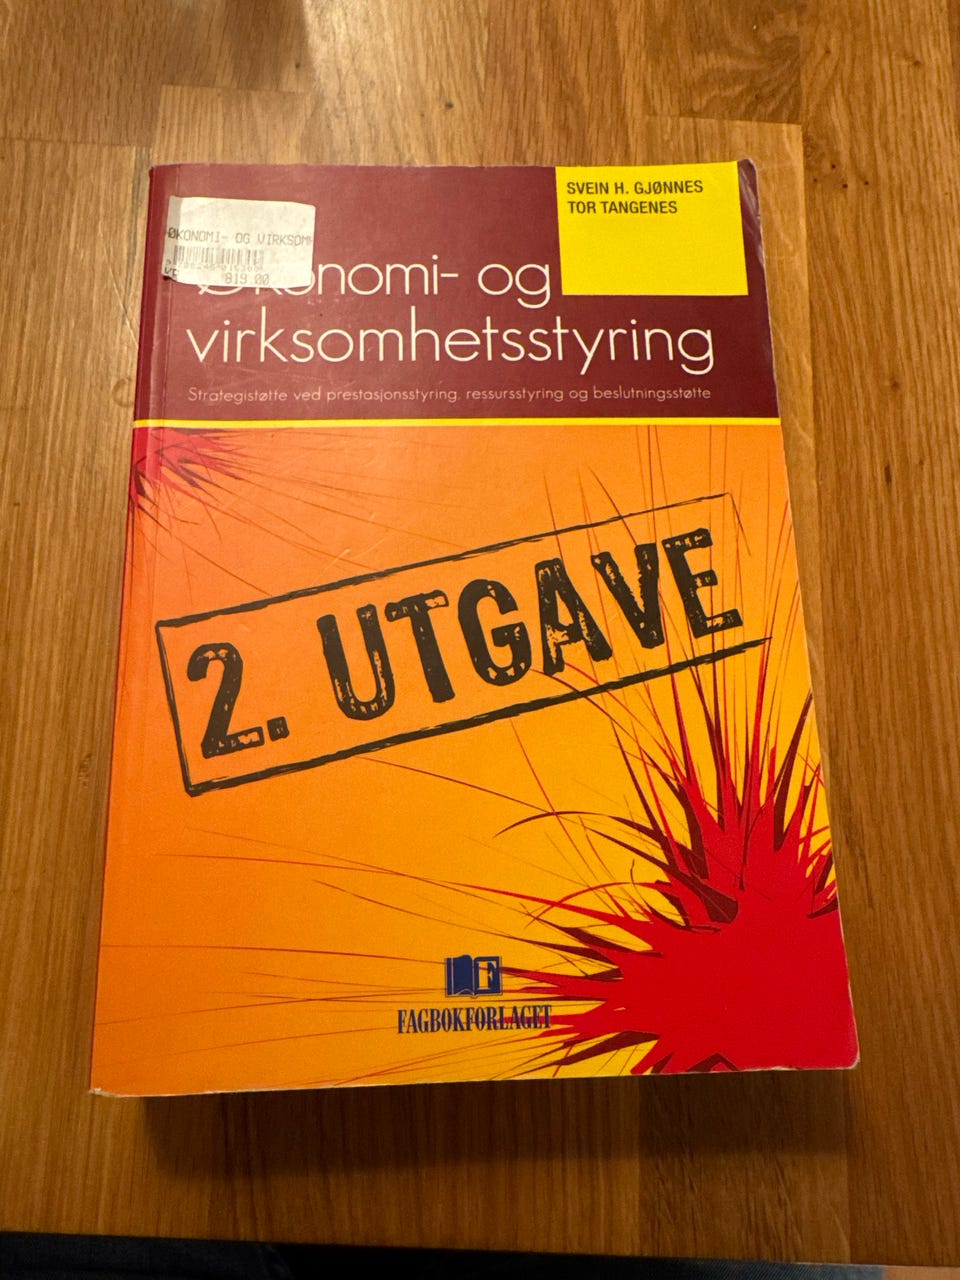 SVEIN H. GJØNNES
TOR TANGENES
ØKONOMI- OG VIRKSOMH
819.00
Økonomi- og
virksomhetsstyring
Strategistøtte ved prestasjonsstyring, ressursstyring og beslutningsstøtte
2. UTGAVE
F
FAGBOKFORLAGET